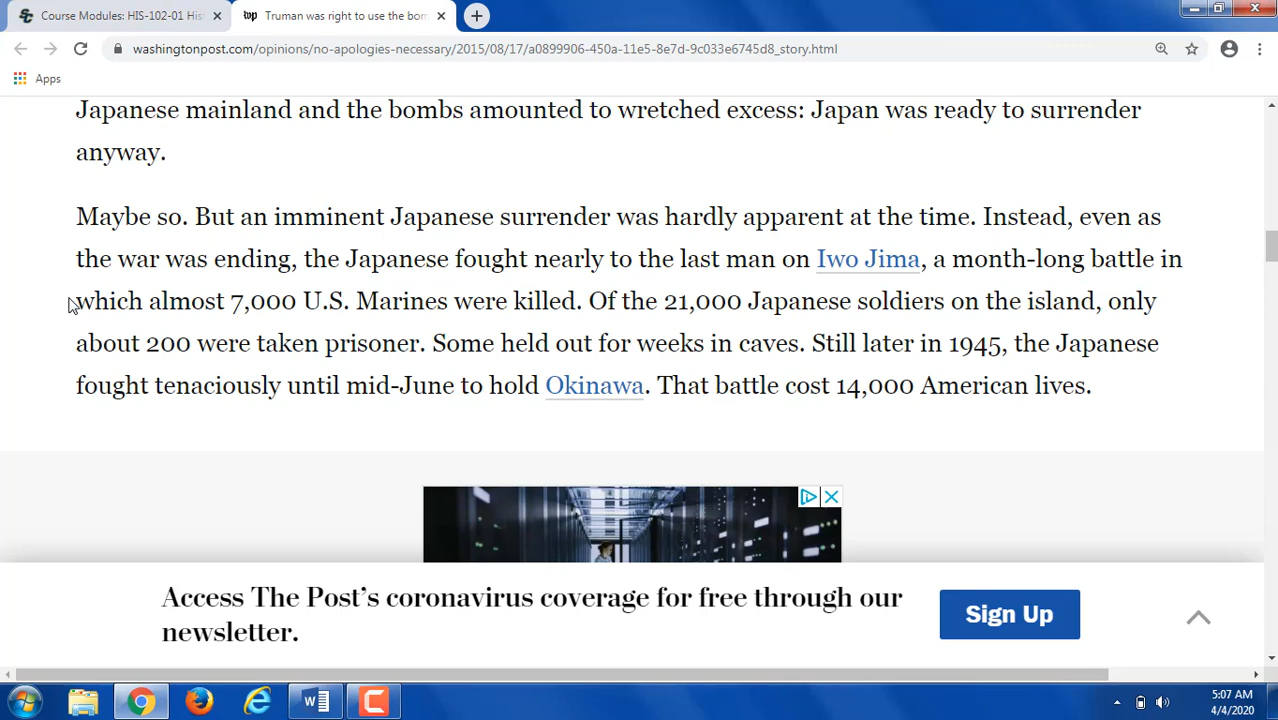 Course Modules: HIS-102-01 His
Truman was right to use the bom
washingtonpost.com/opinions/no-apologies-necessary/2015/08/17/a0899906-450a-11e5-8e7d-9c033e6745d8_story.html
Apps
Japanese mainland and the bombs amounted to wretched excess: Japan was ready to surrender
anyway.
Maybe so. But an imminent Japanese surrender was hardly apparent at the time. Instead, even as
the war was ending, the Japanese fought nearly to the last man on Iwo Jima, a month-long battle in
which almost 7,000 U.S. Marines were killed. Of the 21,000 Japanese soldiers on the island, only
about 200 were taken prisoner. Some held out for weeks in caves. Still later in 1945, the Japanese
fought tenaciously until mid-June to hold Okinawa. That battle cost 14,000 American lives.
Access The Post's coronavirus coverage for free through our
newsletter.
Sign Up
5:07 AM
4/4/2020